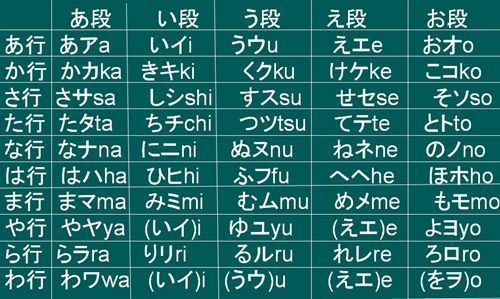 あ段 い段 う段 え段 お段
あ行 あアa いイi うウu えエe おオo
か行 かカka きキki くクku けケke こコko
さ行 さサsa しシshi すスsu せセse そソso
た行 たタta ちチchi つツtsu てテte とトto
な行 なナna にニni ぬヌnu ねネne のノno
は行 はハha ひヒhi ふフfu へヘhe ほホho
ま行 まマma みミmi むムmu めメme もモmo
や行 やヤya (いイ)i ゆユyu (えエ)e よヨyo
ら行 らラra りリri るルru れレre ろロro
わ行 わワwa (いイ)i (うウ)u (えエ)e (をヲ)o